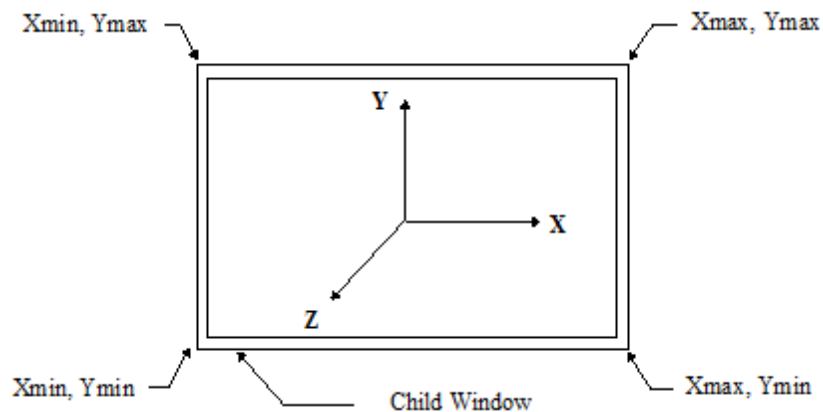 Xmin, Ymax
Xmax, Ymax
Y
X
Z
Xmin, Ymin
Xmax, Ymin
Child Window